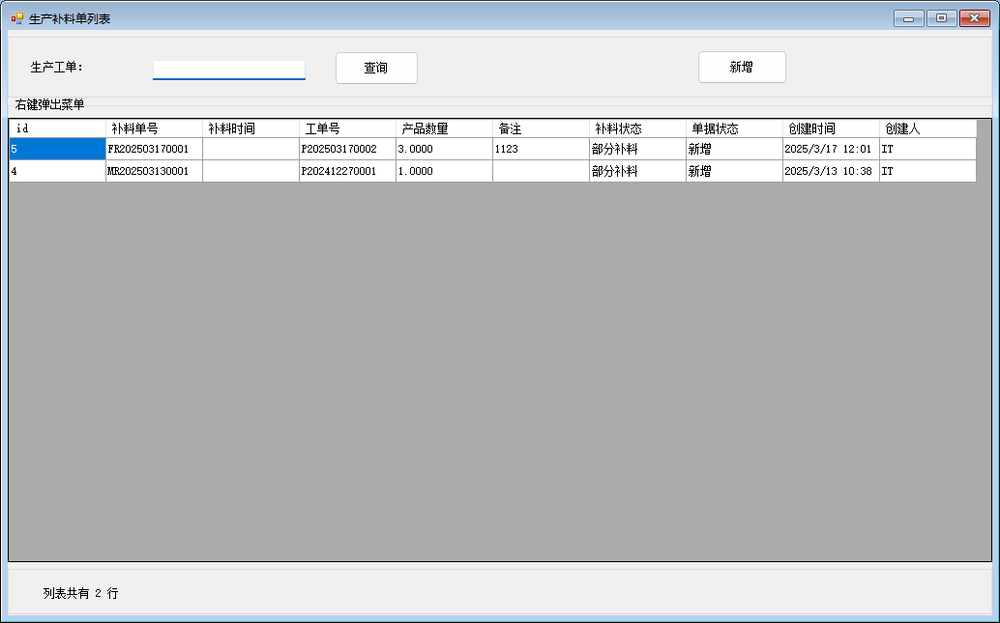 生产补料单列表
生产工单: 查询 新增
右键弹出菜单
id 补料单号 补料时间 工单号 产品数量 备注 补料状态 单据状态 创建时间 创建人
5 FR202503170001 P202503170002 3.0000 1123 部分补料 新增 2025/3/17 12:01 IT
4 MR202503130001 P202412270001 1.0000 部分补料 新增 2025/3/13 10:38 IT
列表共有 2 行